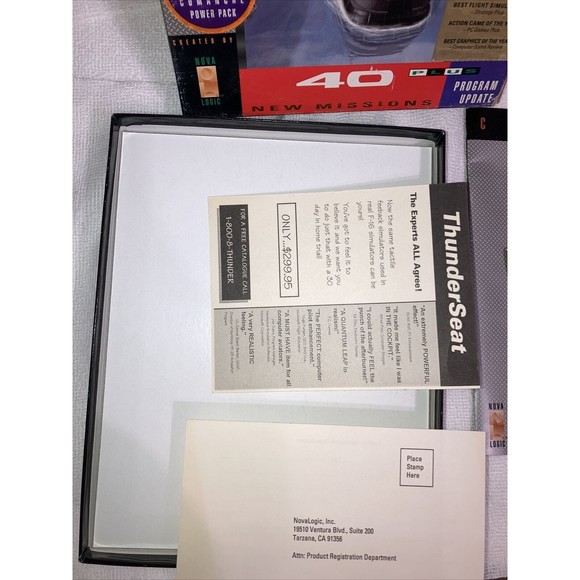 COMANCHE
POWER PACK
CREATED BY
NOVA
LOGIC
BEST FLIGHT SIMUL
ACTION GAME OF THE Y
BEST GRAPHICS OF THE YEA
40 PLUS
NEW MISSIONS
PROGRAM
UPDATE
C
NOVA
LOGIC
ThunderSeat
The Experts ALL Agree!
Now the same tactile
feedback simulators used in
real F-16 simulators can be
yours!
You've got to feel it to
believe it and we want you
to do just that with a 30
day in home trial!
ONLY...$299.95
FOR A FREE CATALOGUE CALL:
1-800-8-THUNDER
"An extremely POWERFUL
effect!"
"It made me feel like I was
IN THE COCKPIT."
"I could actually FEEL the
punch of the afterburner!"
"A QUANTUM LEAP in
realism!"
"The PERFECT computer
pilot enhancement."
"A MUST HAVE item for all
computer aviators."
"A very REALISTIC
feeling."
Place
Stamp
Here
NovaLogic, Inc.
19510 Ventura Blvd., Suite 200
Tarzana, CA 91356
Attn: Product Registration Department